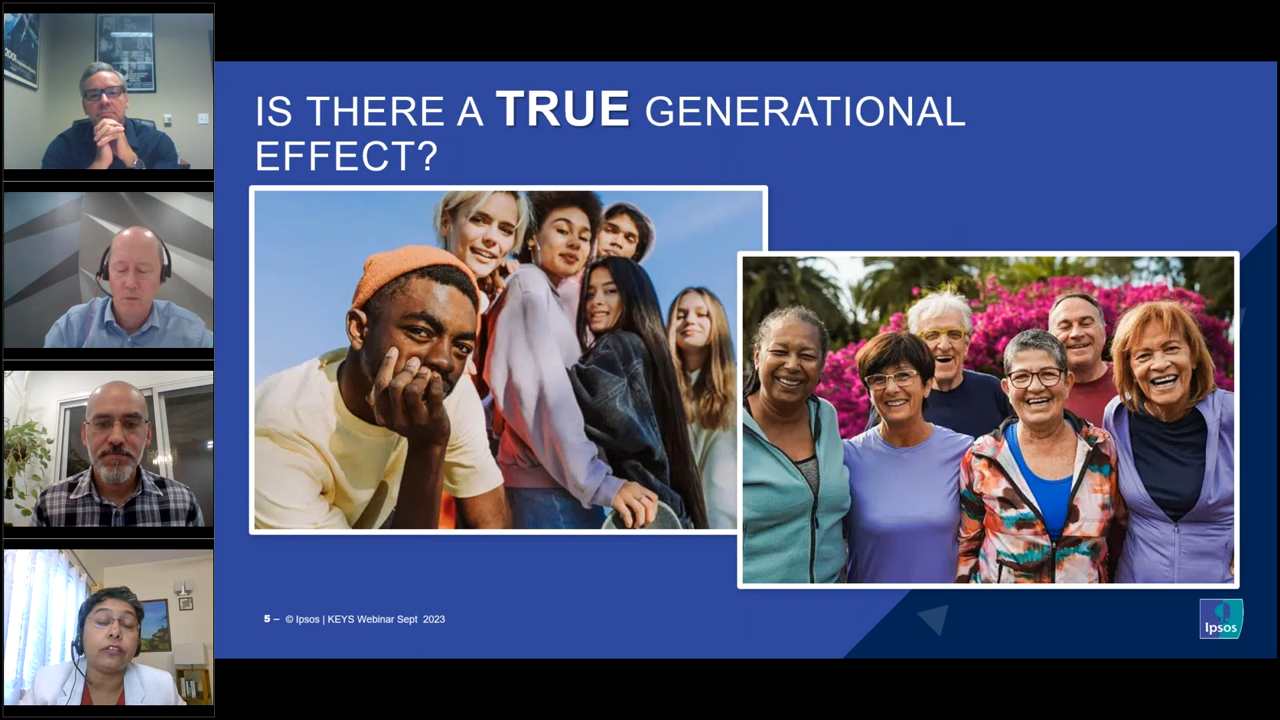 IS THERE A TRUE GENERATIONAL
EFFECT?
5 – © Ipsos | KEYS Webinar Sept 2023
Ipsos